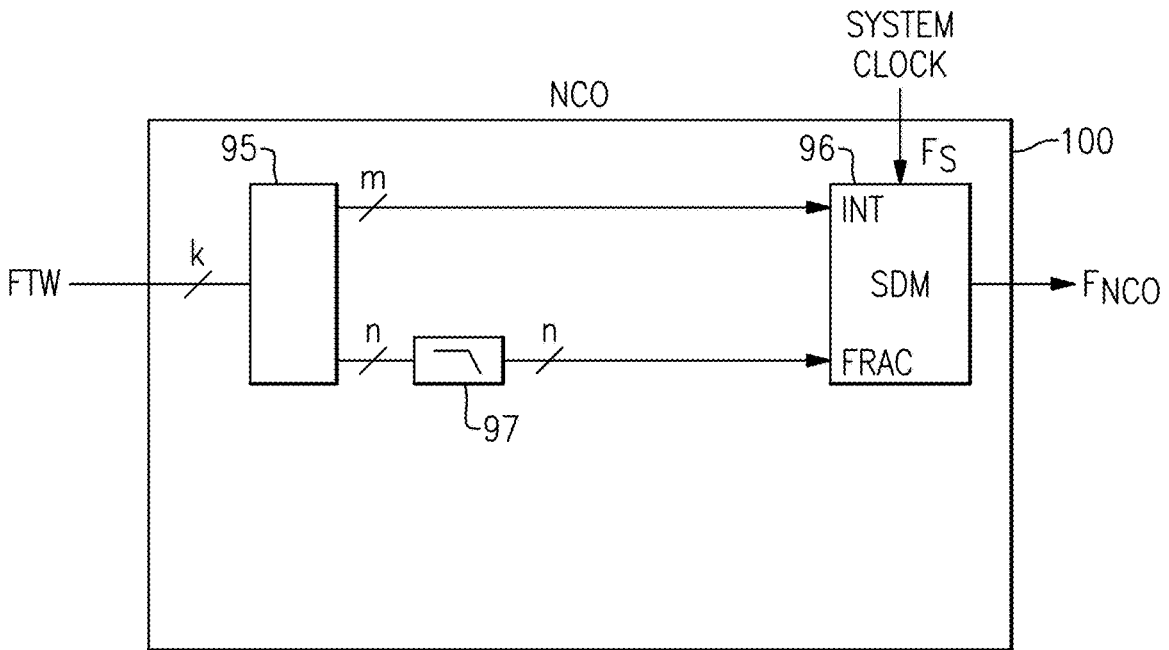 SYSTEM
CLOCK
NCO
95
96
FS
100
m
INT
FTW
k
SDM
FNCO
n
n
FRAC
97